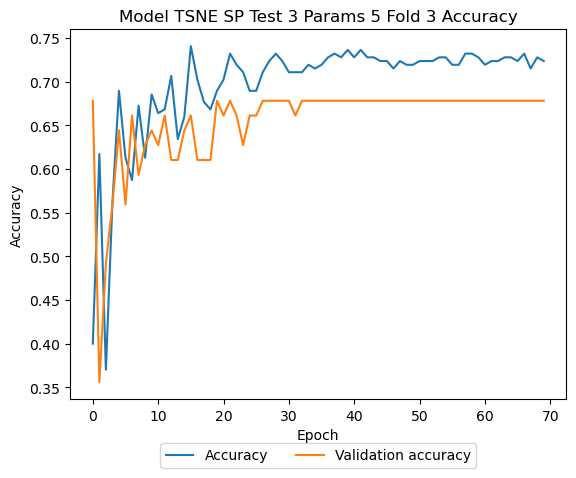 Model TSNE SP Test 3 Params 5 Fold 3 Accuracy
0.75
0.70
0.65
0.60
0.55
0.50
0.45
0.40
0.35
Accuracy
0 10 20 30 40 50 60 70
Epoch
Accuracy Validation accuracy